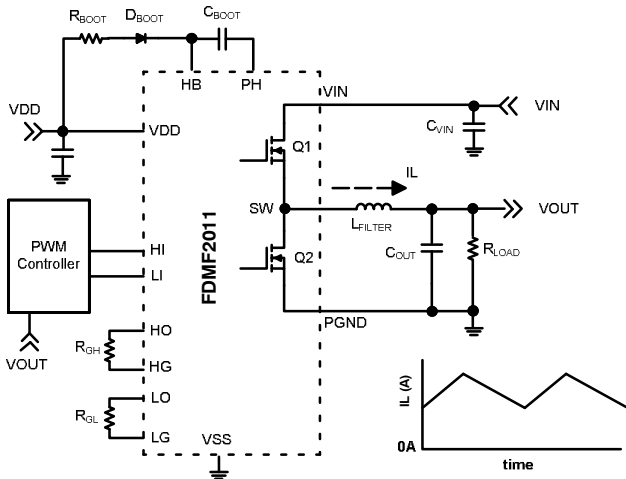 RBOOT
DBOOT
CBOOT
HB
PH
VIN
VIN
VDD
VDD
CVIN
Q1
IL
SW
LFILTER
VOUT
FDMF2011
Q2
COUT
RLOAD
PWM
Controller
HI
LI
PGND
VOUT
HO
RGH
HG
LO
RGL
LG
VSS
IL (A)
0A
time